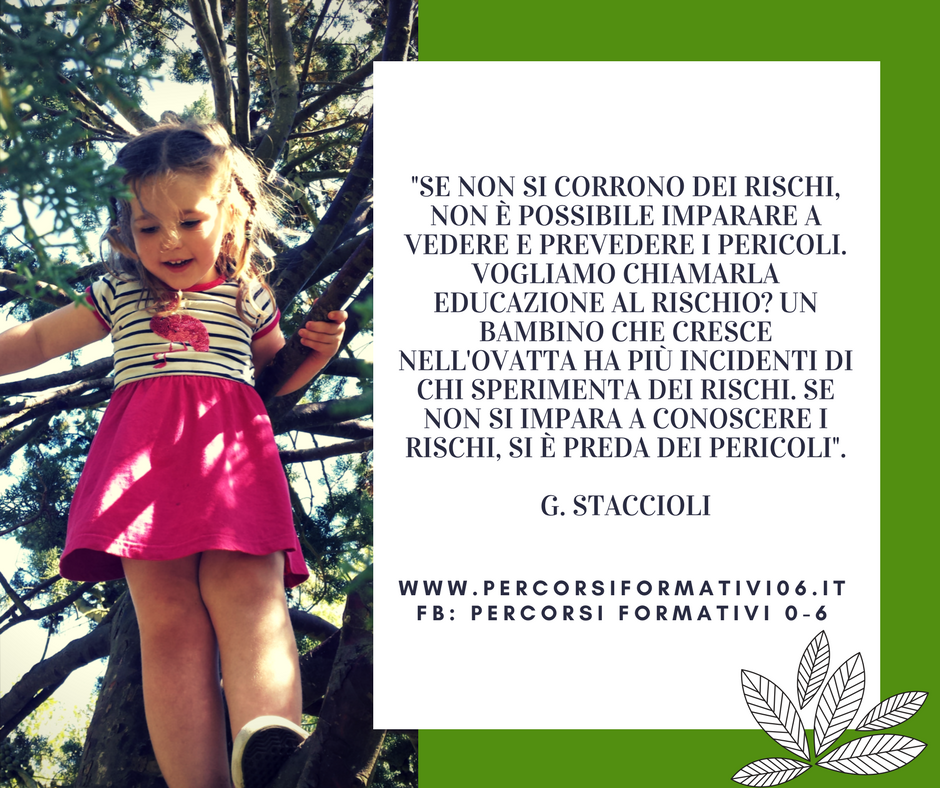 "SE NON SI CORRONO DEI RISCHI,
NON È POSSIBILE IMPARARE A
VEDERE E PREVEDERE I PERICOLI.
VOGLIAMO CHIAMARLA
EDUCAZIONE AL RISCHIO? UN
BAMBINO CHE CRESCE
NELL'OVATTA HA PIÙ INCIDENTI DI
CHI SPERIMENTA DEI RISCHI. SE
NON SI IMPARA A CONOSCERE I
RISCHI, SI È PREDA DEI PERICOLI".
G. STACCIOLI
WWW.PERCORSIFORMATIVI06.IT
FB: PERCORSI FORMATIVI 0-6